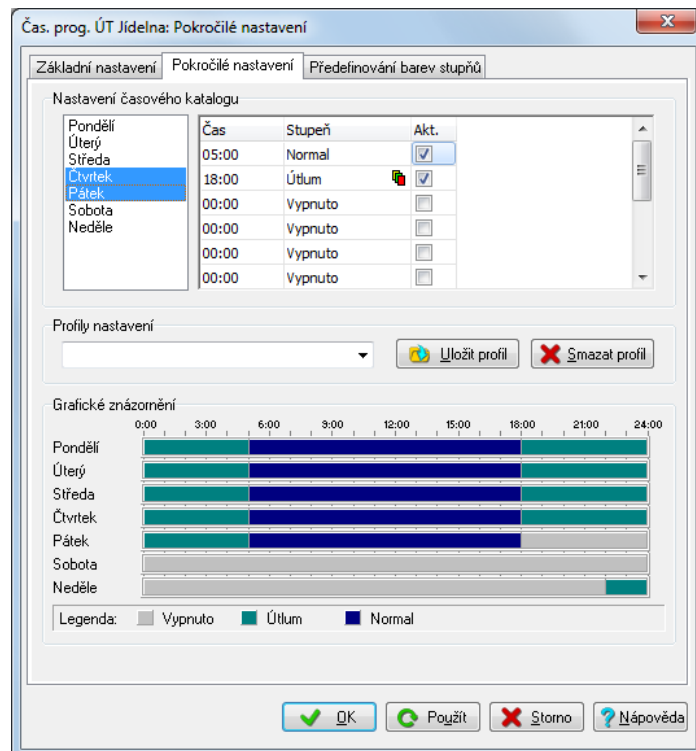 Čas. prog. ÚT Jídelna: Pokročilé nastavení
Základní nastavení Pokročilé nastavení Předefinování barev stupňů
Nastavení časového katalogu
Pondělí
Úterý
Středa
Čtvrtek
Pátek
Sobota
Neděle
Čas Stupeň Akt.
05:00 Normal
18:00 Útlum
00:00 Vypnuto
00:00 Vypnuto
00:00 Vypnuto
00:00 Vypnuto
Profily nastavení
Uložit profil Smazat profil
Grafické znázornění
0:00 3:00 6:00 9:00 12:00 15:00 18:00 21:00 24:00
Pondělí
Úterý
Středa
Čtvrtek
Pátek
Sobota
Neděle
Legenda: Vypnuto Útlum Normal
OK Použít Storno Nápověda